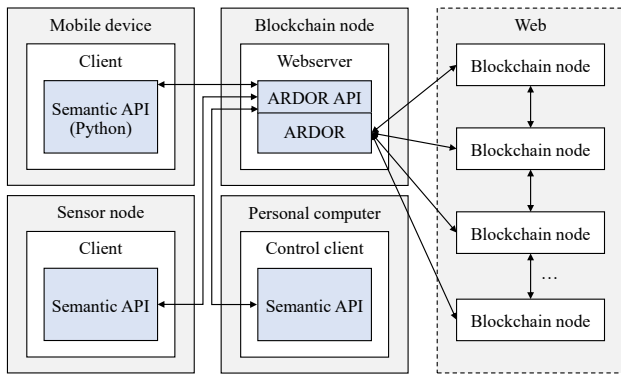 Mobile device
Client
Semantic API
(Python)
Blockchain node
Webserver
ARDOR API
ARDOR
Web
Blockchain node
Blockchain node
Blockchain node
...
Blockchain node
Sensor node
Client
Semantic API
Personal computer
Control client
Semantic API